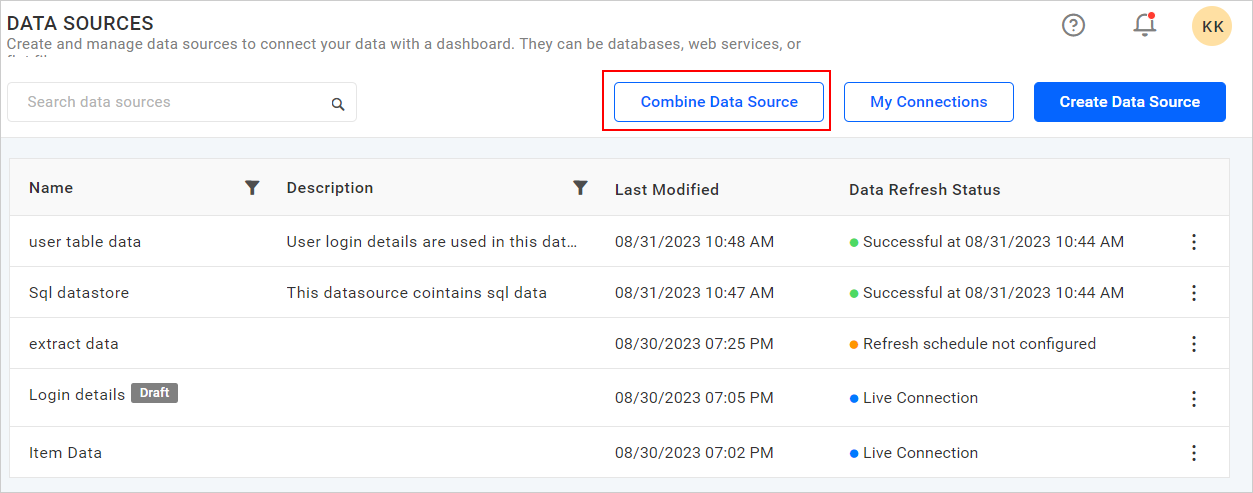 DATA SOURCES
Create and manage data sources to connect your data with a dashboard. They can be databases, web services, or
KK
Search data sources
Combine Data Source
My Connections
Create Data Source
Name Description Last Modified Data Refresh Status
user table data User login details are used in this dat... 08/31/2023 10:48 AM Successful at 08/31/2023 10:44 AM
Sql datastore This datasource cointains sql data 08/31/2023 10:47 AM Successful at 08/31/2023 10:44 AM
extract data 08/30/2023 07:25 PM Refresh schedule not configured
Login details Draft 08/30/2023 07:05 PM Live Connection
Item Data 08/30/2023 07:02 PM Live Connection